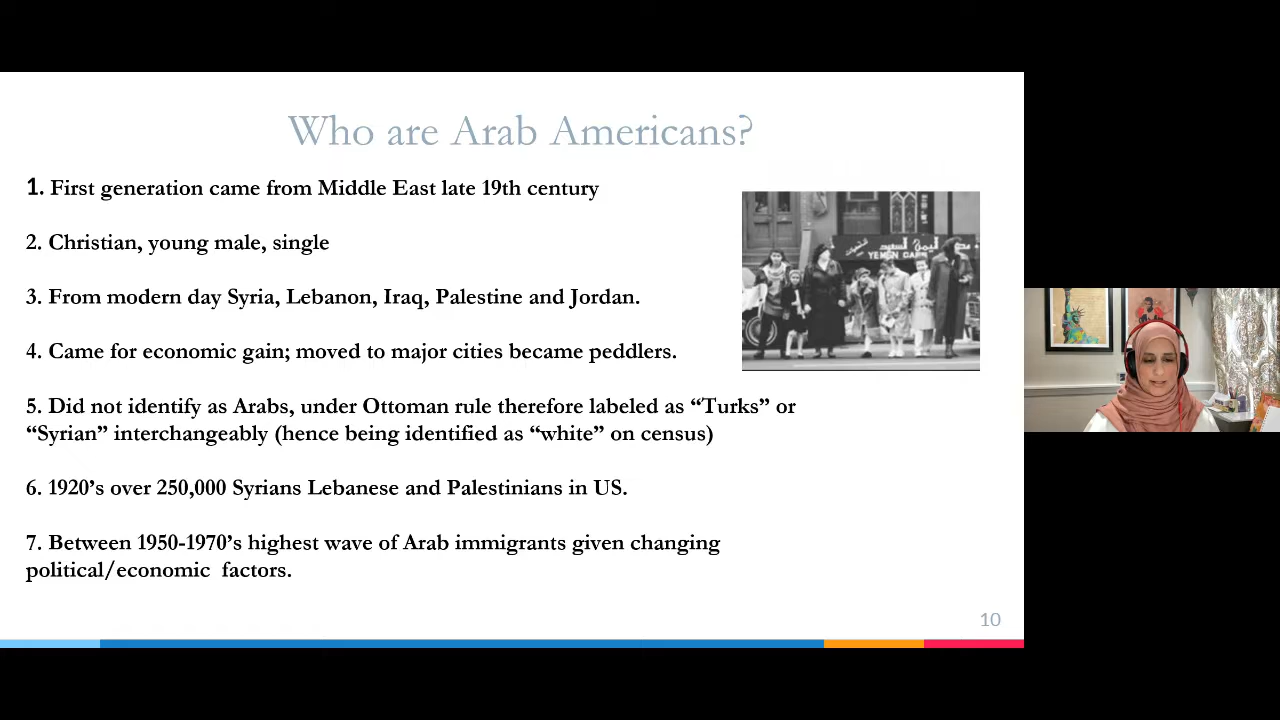 Who are Arab Americans?
1. First generation came from Middle East late 19th century
2. Christian, young male, single
3. From modern day Syria, Lebanon, Iraq, Palestine and Jordan.
4. Came for economic gain; moved to major cities became peddlers.
5. Did not identify as Arabs, under Ottoman rule therefore labeled as “Turks” or
“Syrian” interchangeably (hence being identified as “white” on census)
6. 1920’s over 250,000 Syrians Lebanese and Palestinians in US.
7. Between 1950-1970’s highest wave of Arab immigrants given changing
political/economic factors.
YEMEN CAFE
10